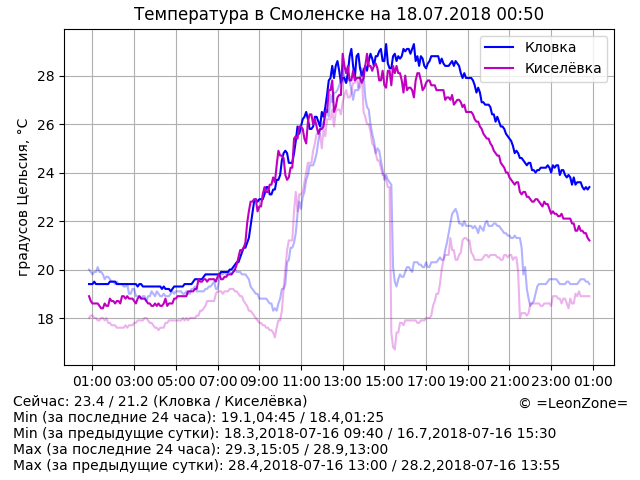 Температура в Смоленске на 18.07.2018 00:50
Кловка
Киселёвка
градусов Цельсия, °C
28
26
24
22
20
18
01:00 03:00 05:00 07:00 09:00 11:00 13:00 15:00 17:00 19:00 21:00 23:00 01:00
Сейчас: 23.4 / 21.2 (Кловка / Киселёвка)
© =LeonZone=
Min (за последние 24 часа): 19.1,04:45 / 18.4,01:25
Min (за предыдущие сутки): 18.3,2018-07-16 09:40 / 16.7,2018-07-16 15:30
Max (за последние 24 часа): 29.3,15:05 / 28.9,13:00
Max (за предыдущие сутки): 28.4,2018-07-16 13:00 / 28.2,2018-07-16 13:55